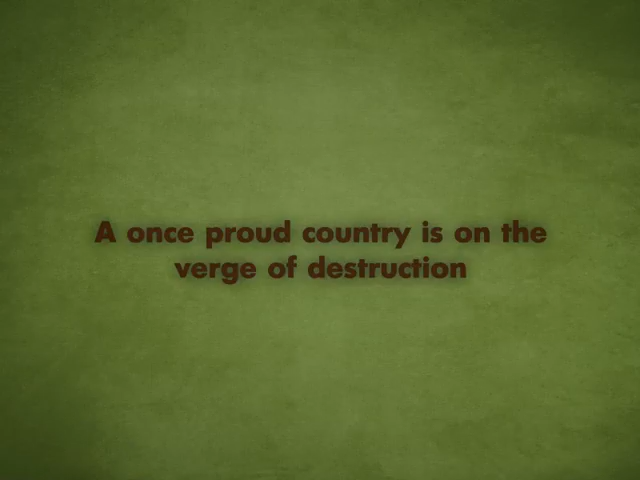 A once proud country is on the
verge of destruction